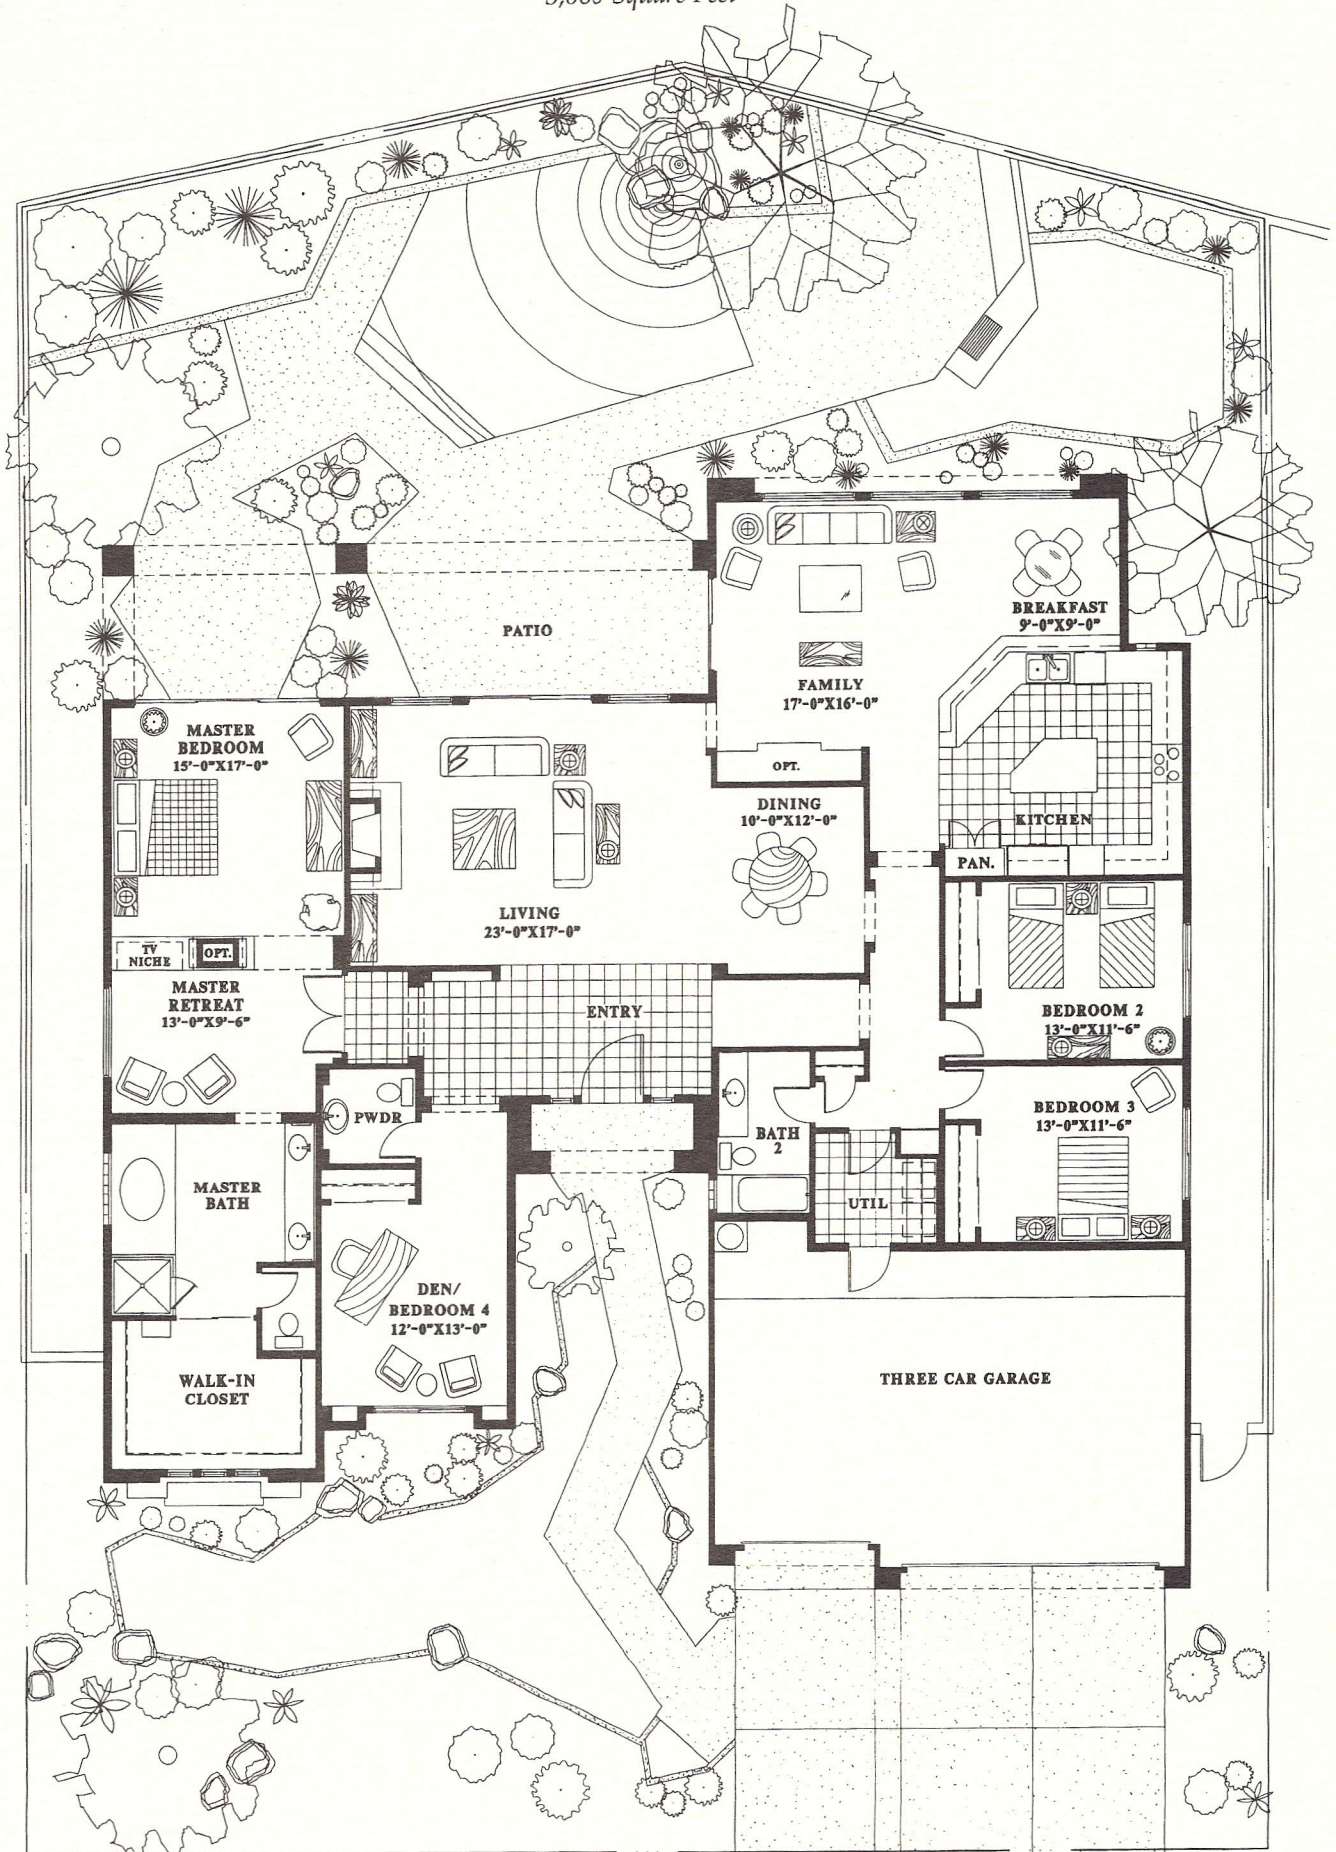 Square Feet
PATIO
BREAKFAST
9'-0"X9'-0"
FAMILY
17'-0"X16'-0"
MASTER
BEDROOM
15'-0"X17'-0"
OPT.
DINING
10'-0"X12'-0"
KITCHEN
PAN.
LIVING
23'-0"X17'-0"
TV
NICHE
OPT.
MASTER
RETREAT
13'-0"X9'-6"
ENTRY
BEDROOM 2
13'-0"X11'-6"
PWDR
BEDROOM 3
13'-0"X11'-6"
BATH
2
MASTER
BATH
UTIL
DEN/
BEDROOM 4
12'-0"X13'-0"
WALK-IN
CLOSET
THREE CAR GARAGE